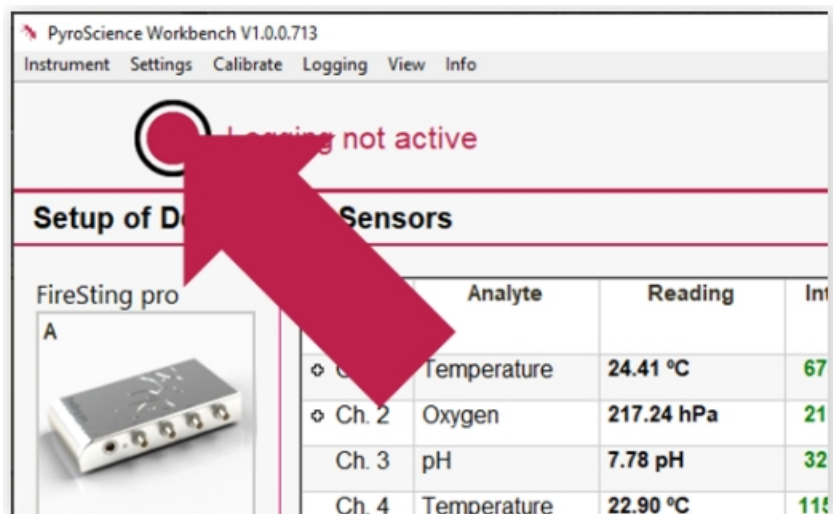 PyroScience Workbench V1.0.0.713
Instrument Settings Calibrate Logging View Info
not active
Setup of Sensors
FireSting pro
Analyte Reading
A
Temperature 24.41 ºC 67
Ch. 2 Oxygen 217.24 hPa 21
Ch. 3 pH 7.78 pH 32
Ch. 4 Temperature 22.90 ºC 115